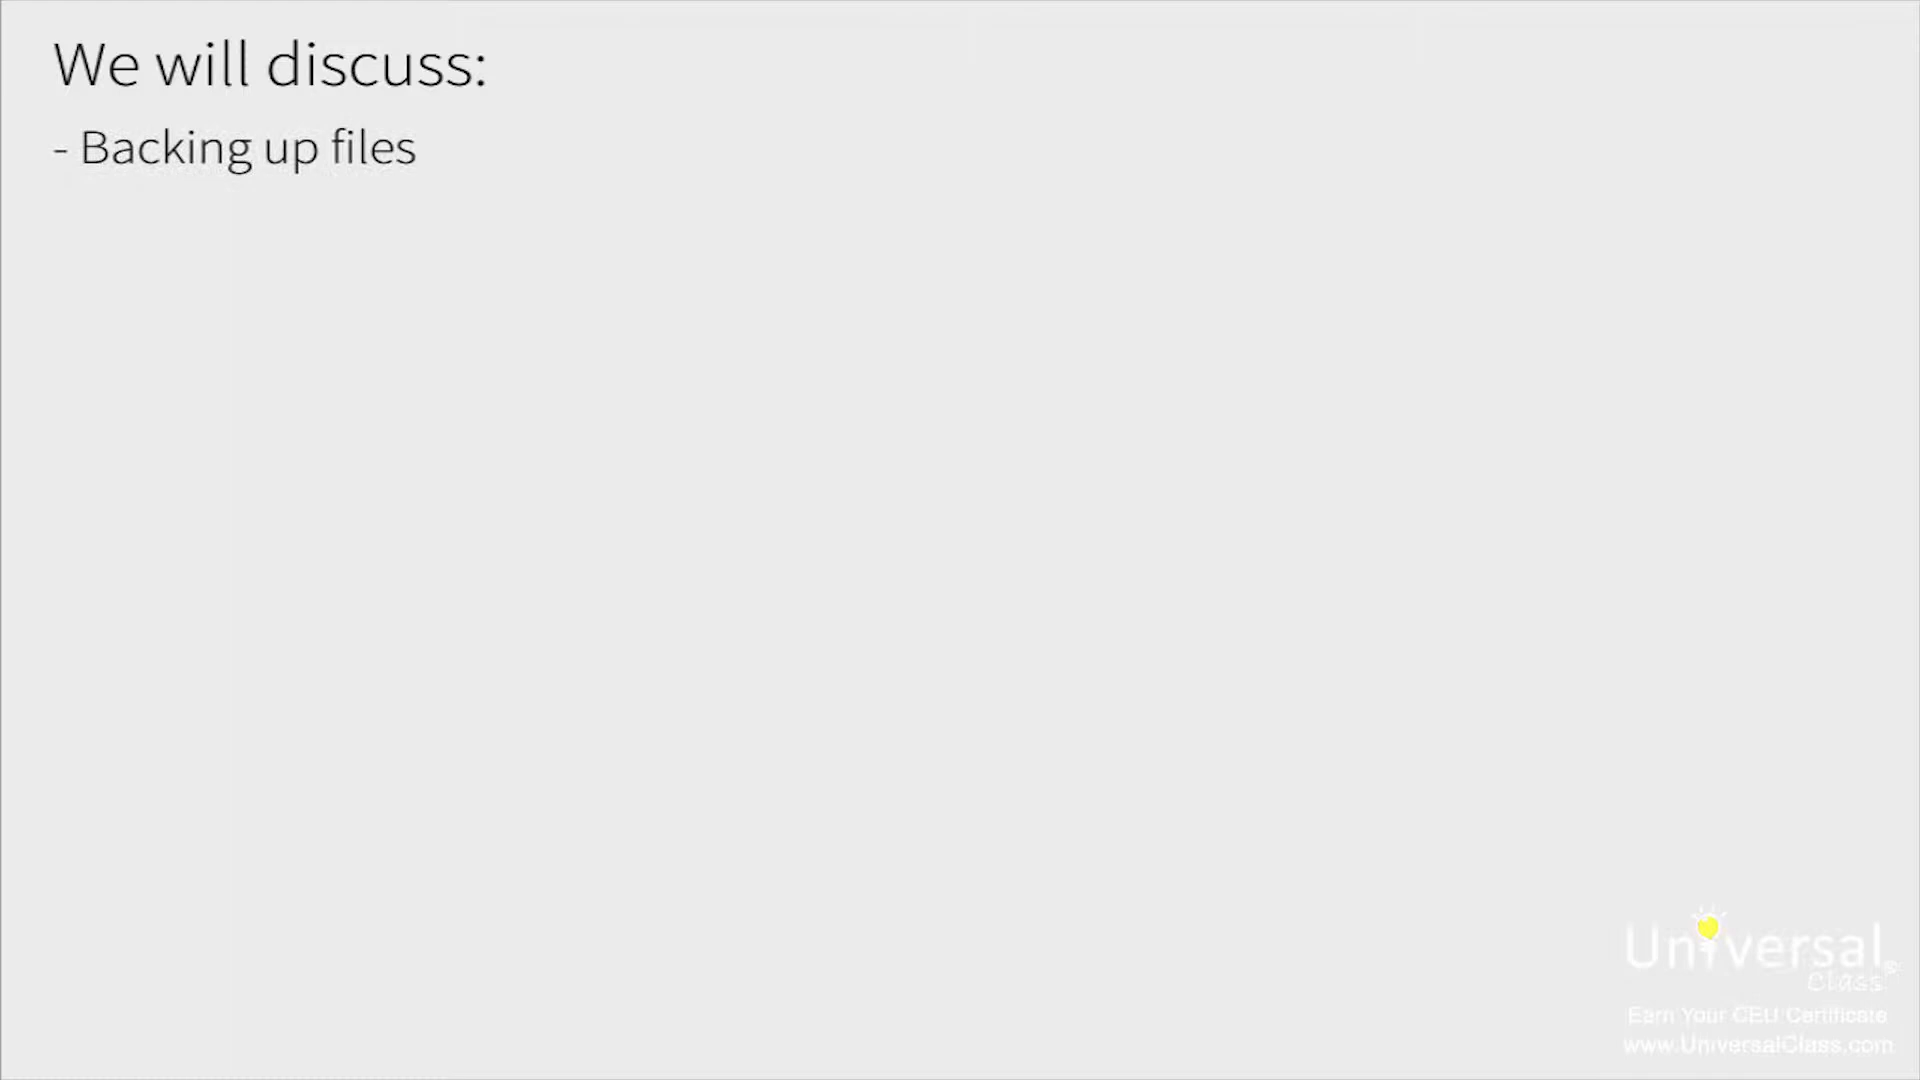 We will discuss:
- Backing up files
Universal
Class®
Earn Your CEU Certificate
www.UniversalClass.com